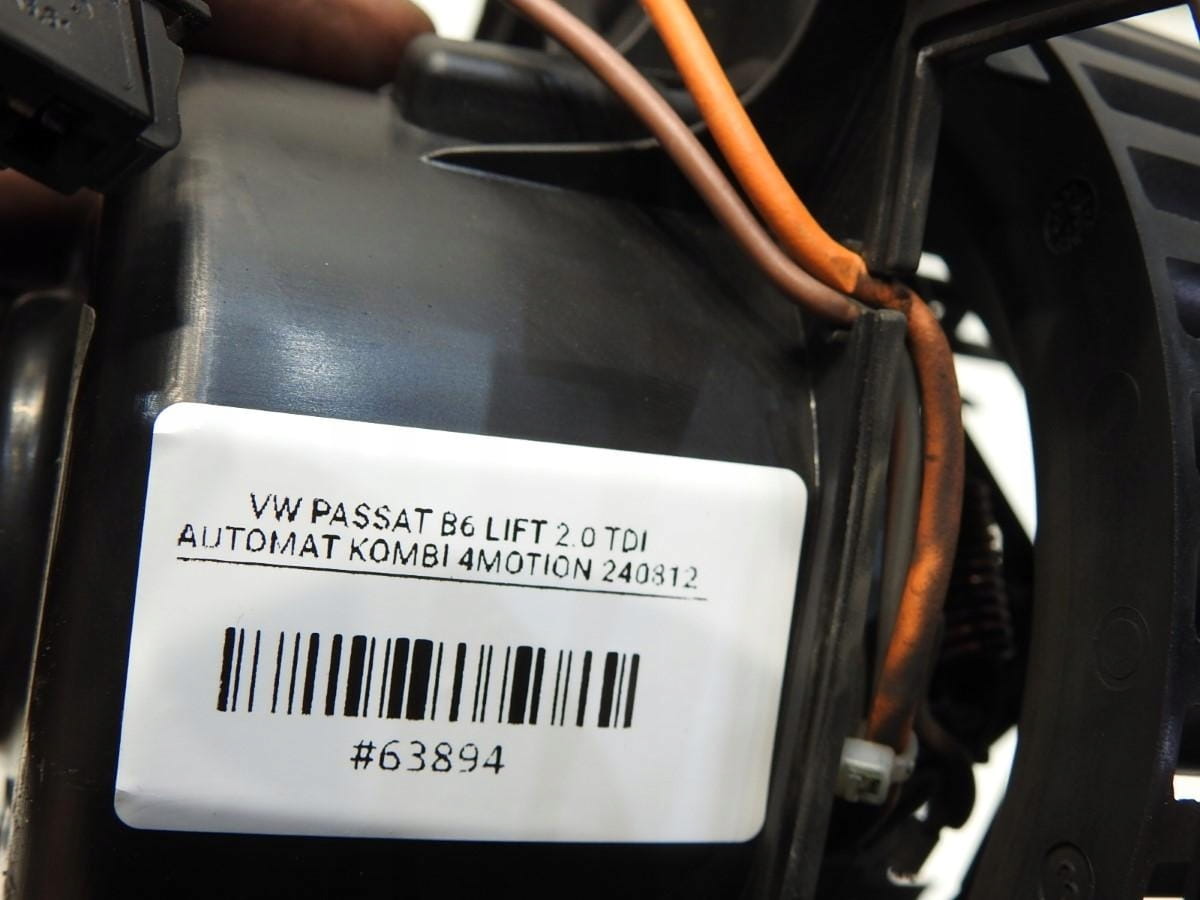 VW PASSAT B6 LIFT 2.0 TDI
AUTOMAT KOMBI 4MOTION 240812
#63894